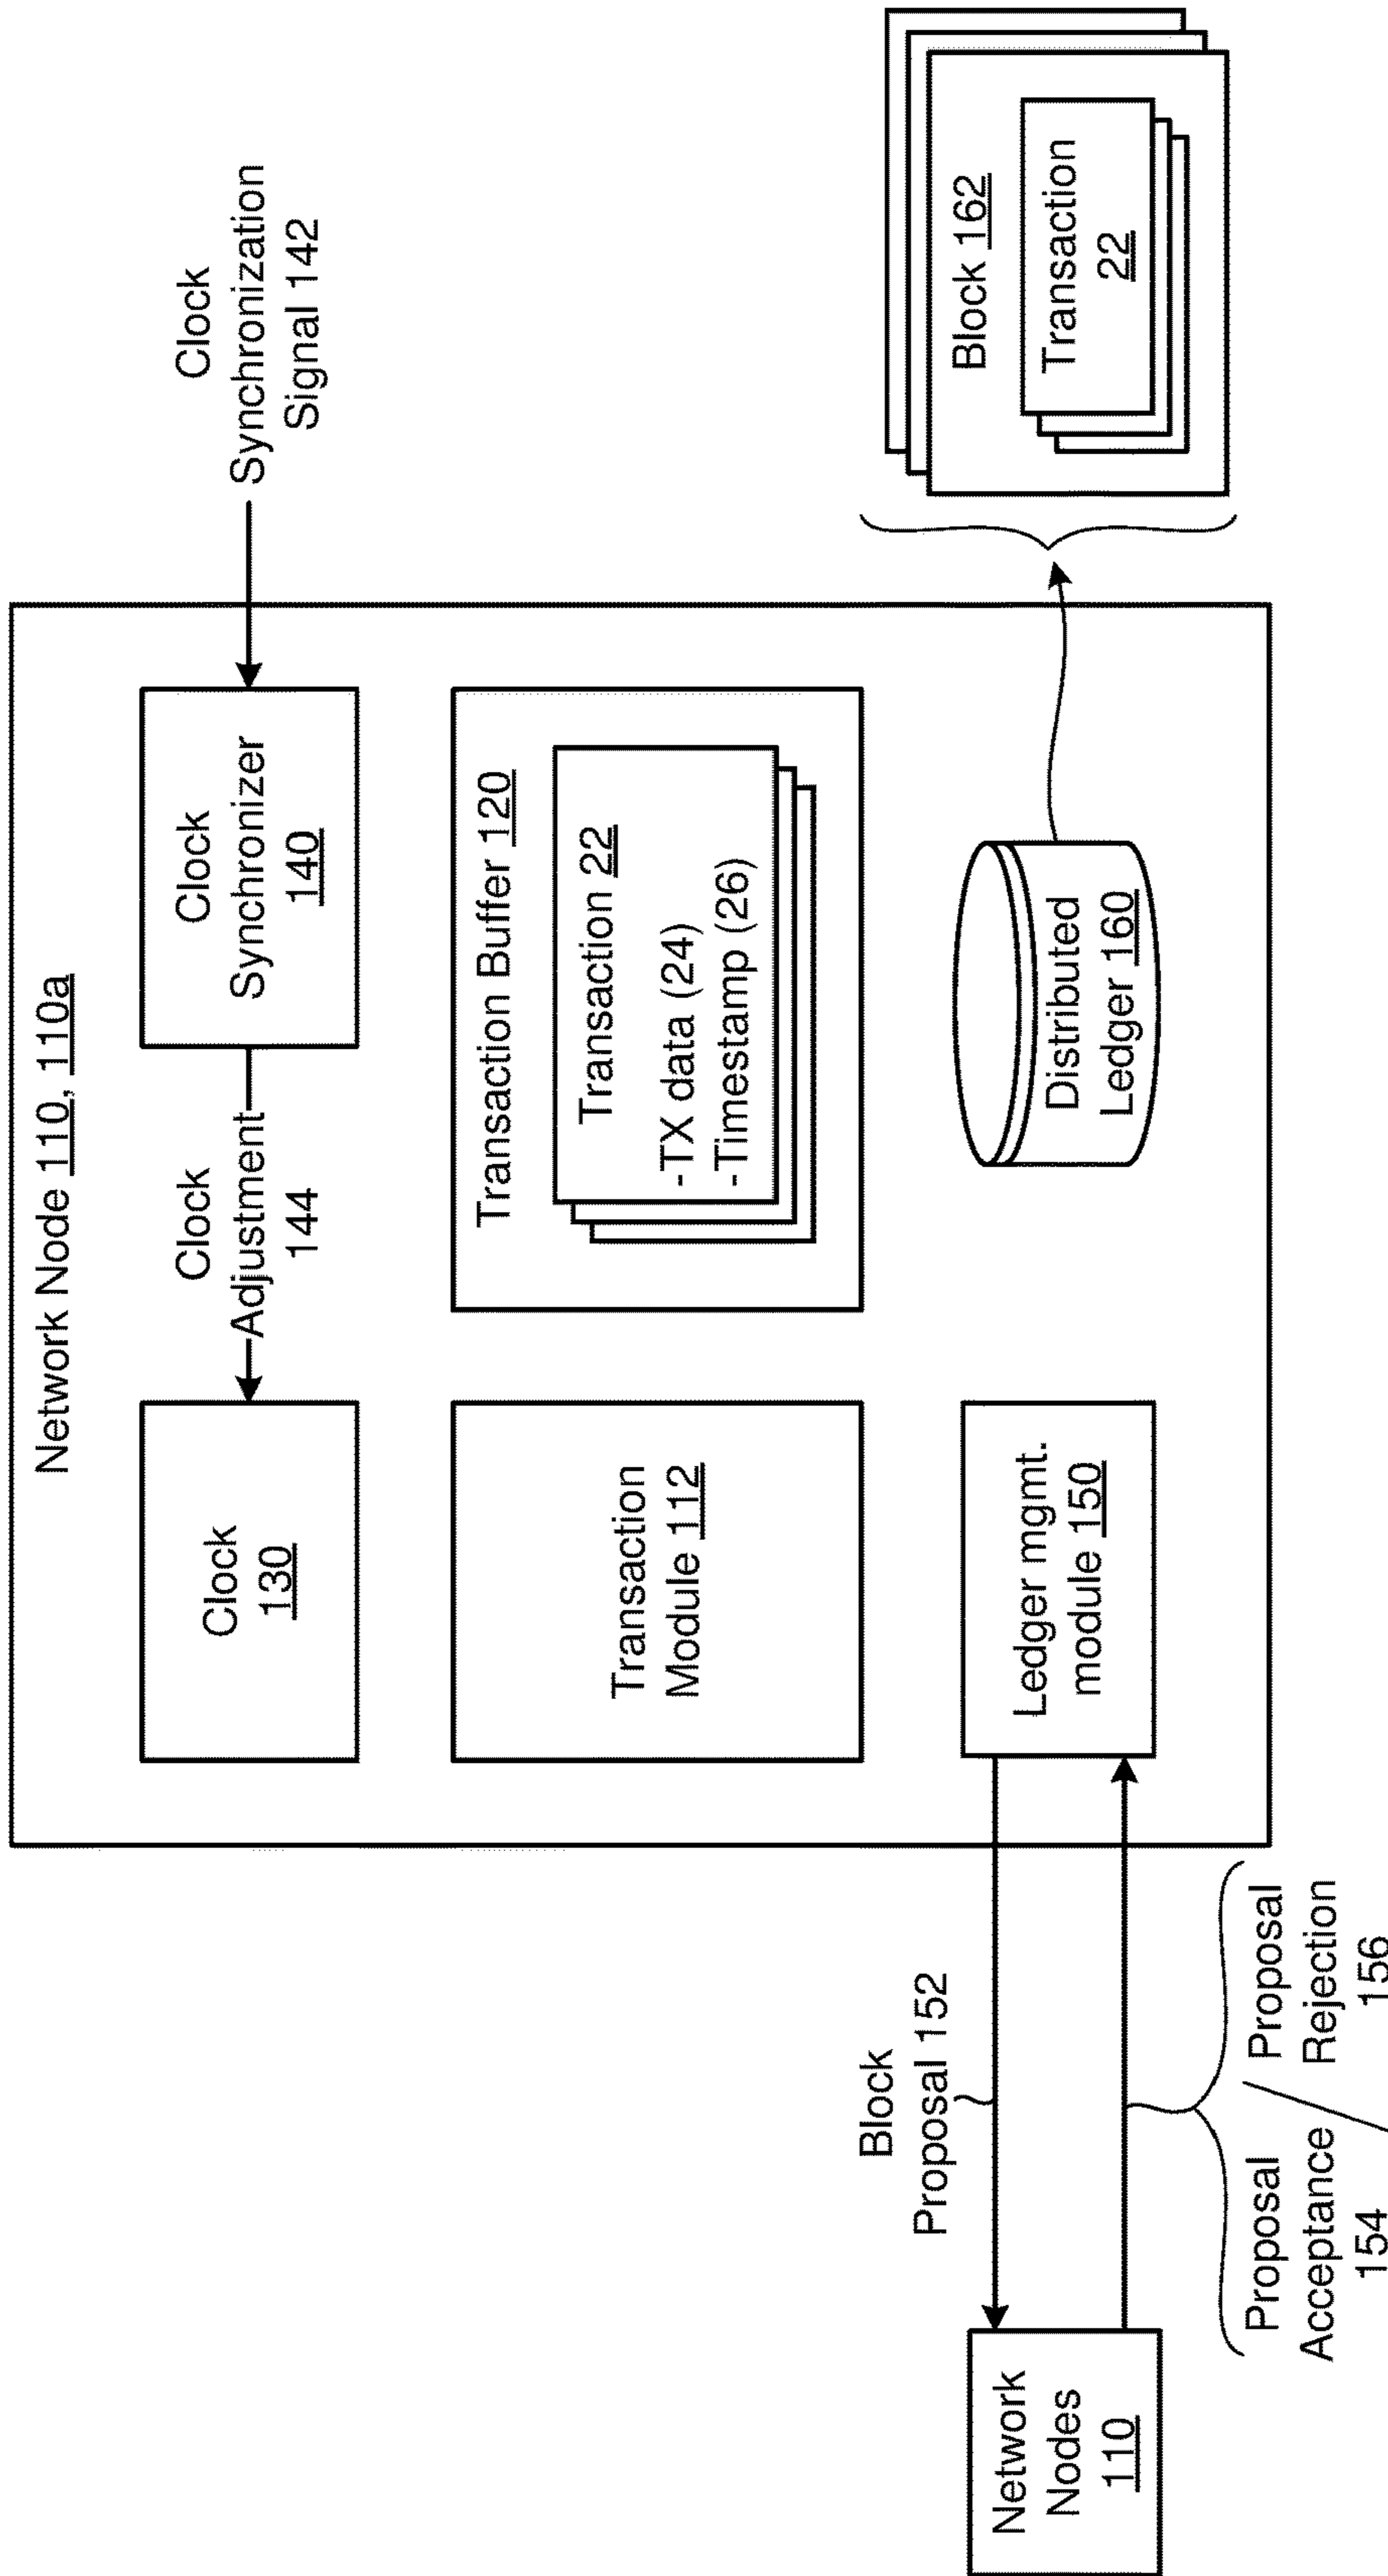 Network Node 110, 110a
Clock
130
Clock
Adjustment
144
Clock
Synchronizer
140
Clock
Synchronization
Signal 142
Transaction
Module 112
Transaction Buffer 120
Transaction 22
-TX data (24)
-Timestamp (26)
Network
Nodes
110
Block
Proposal 152
Proposal
Acceptance
154
/
Proposal
Rejection
156
Ledger mgmt.
module 150
Distributed
Ledger 160
Block 162
Transaction
22